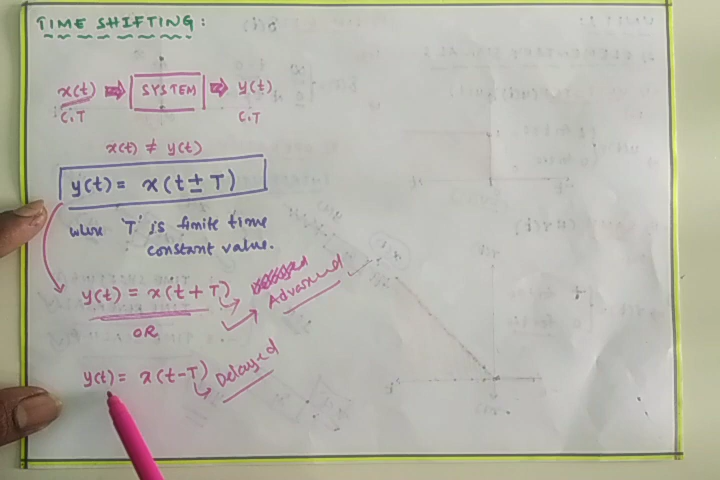 TIME SHIFTING:
x(t) ⇒ SYSTEM ⇒ y(t)
C.T C.T
x(t) ≠ y(t)
y(t) = x(t ± T)
where 'T' is finite time
constant value.
y(t) = x(t + T) Advanced
OR
y(t) = x(t-T) Delayed